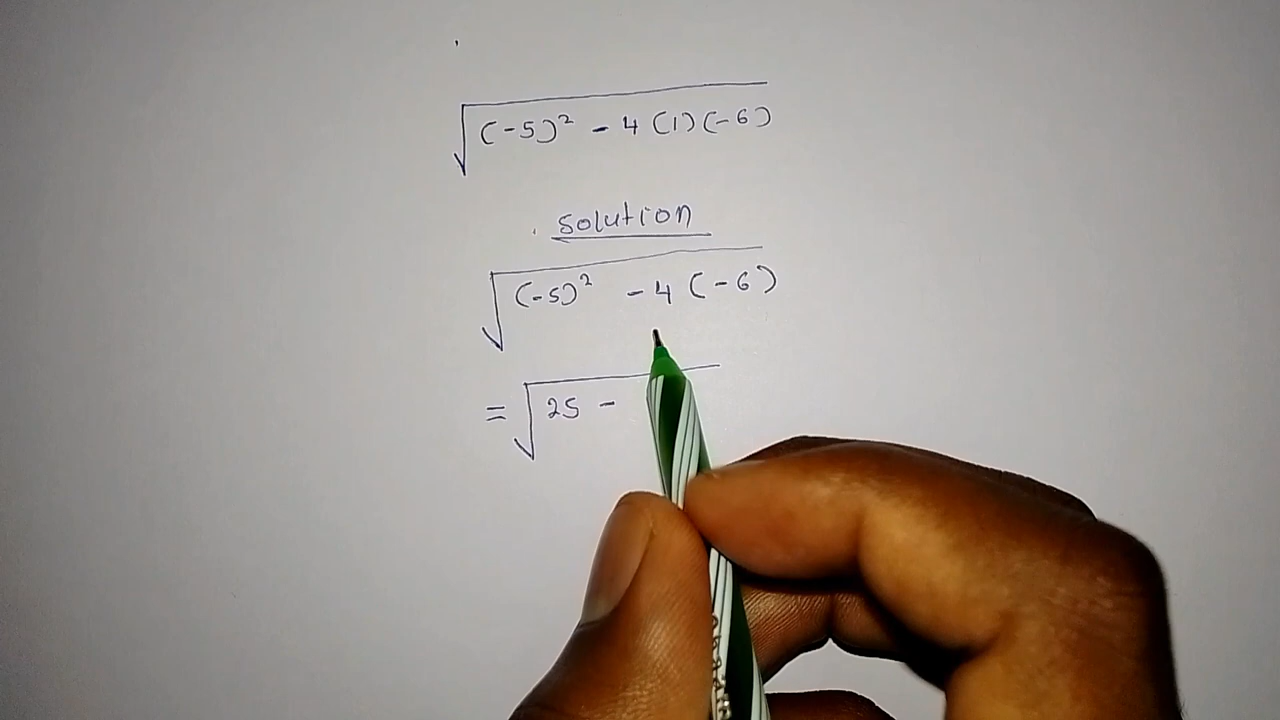 √(-5)² - 4(1)(-6)
solution
√(-5)² - 4(-6)
= √25 -